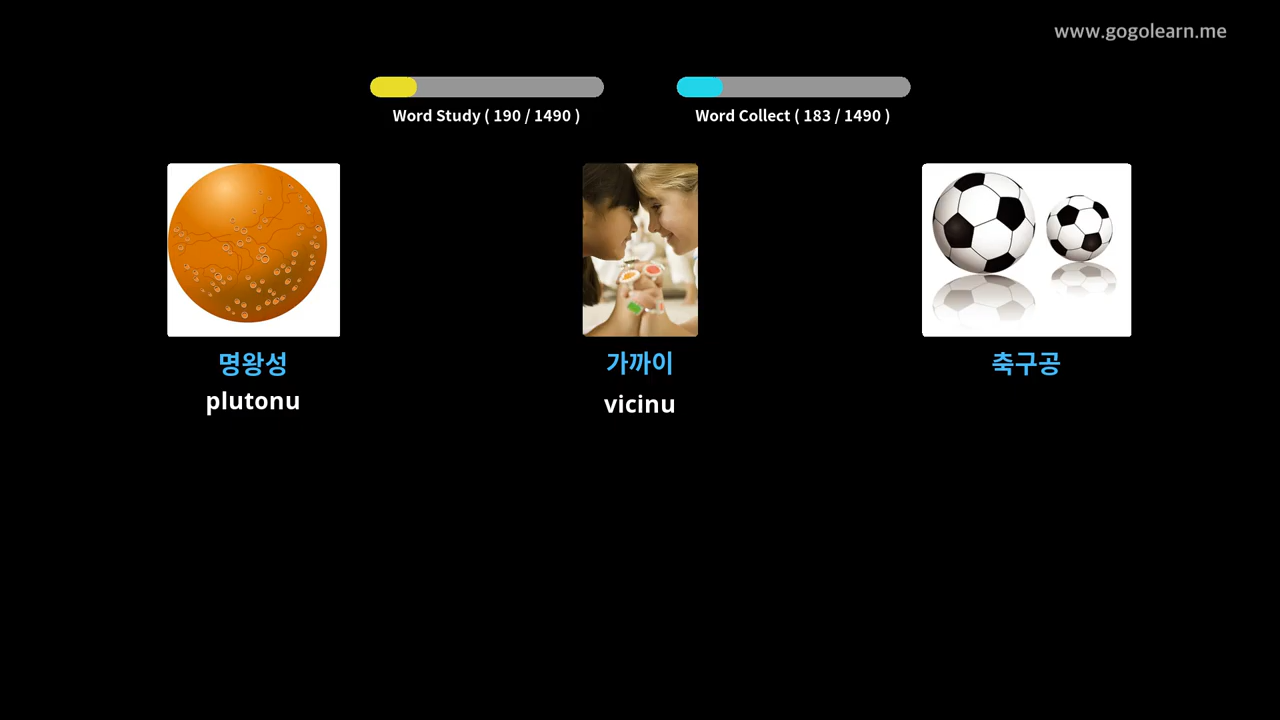 www.gogolearn.me
Word Study ( 190 / 1490 )
Word Collect ( 183 / 1490 )
명왕성
plutonu
가까이
vicinu
축구공